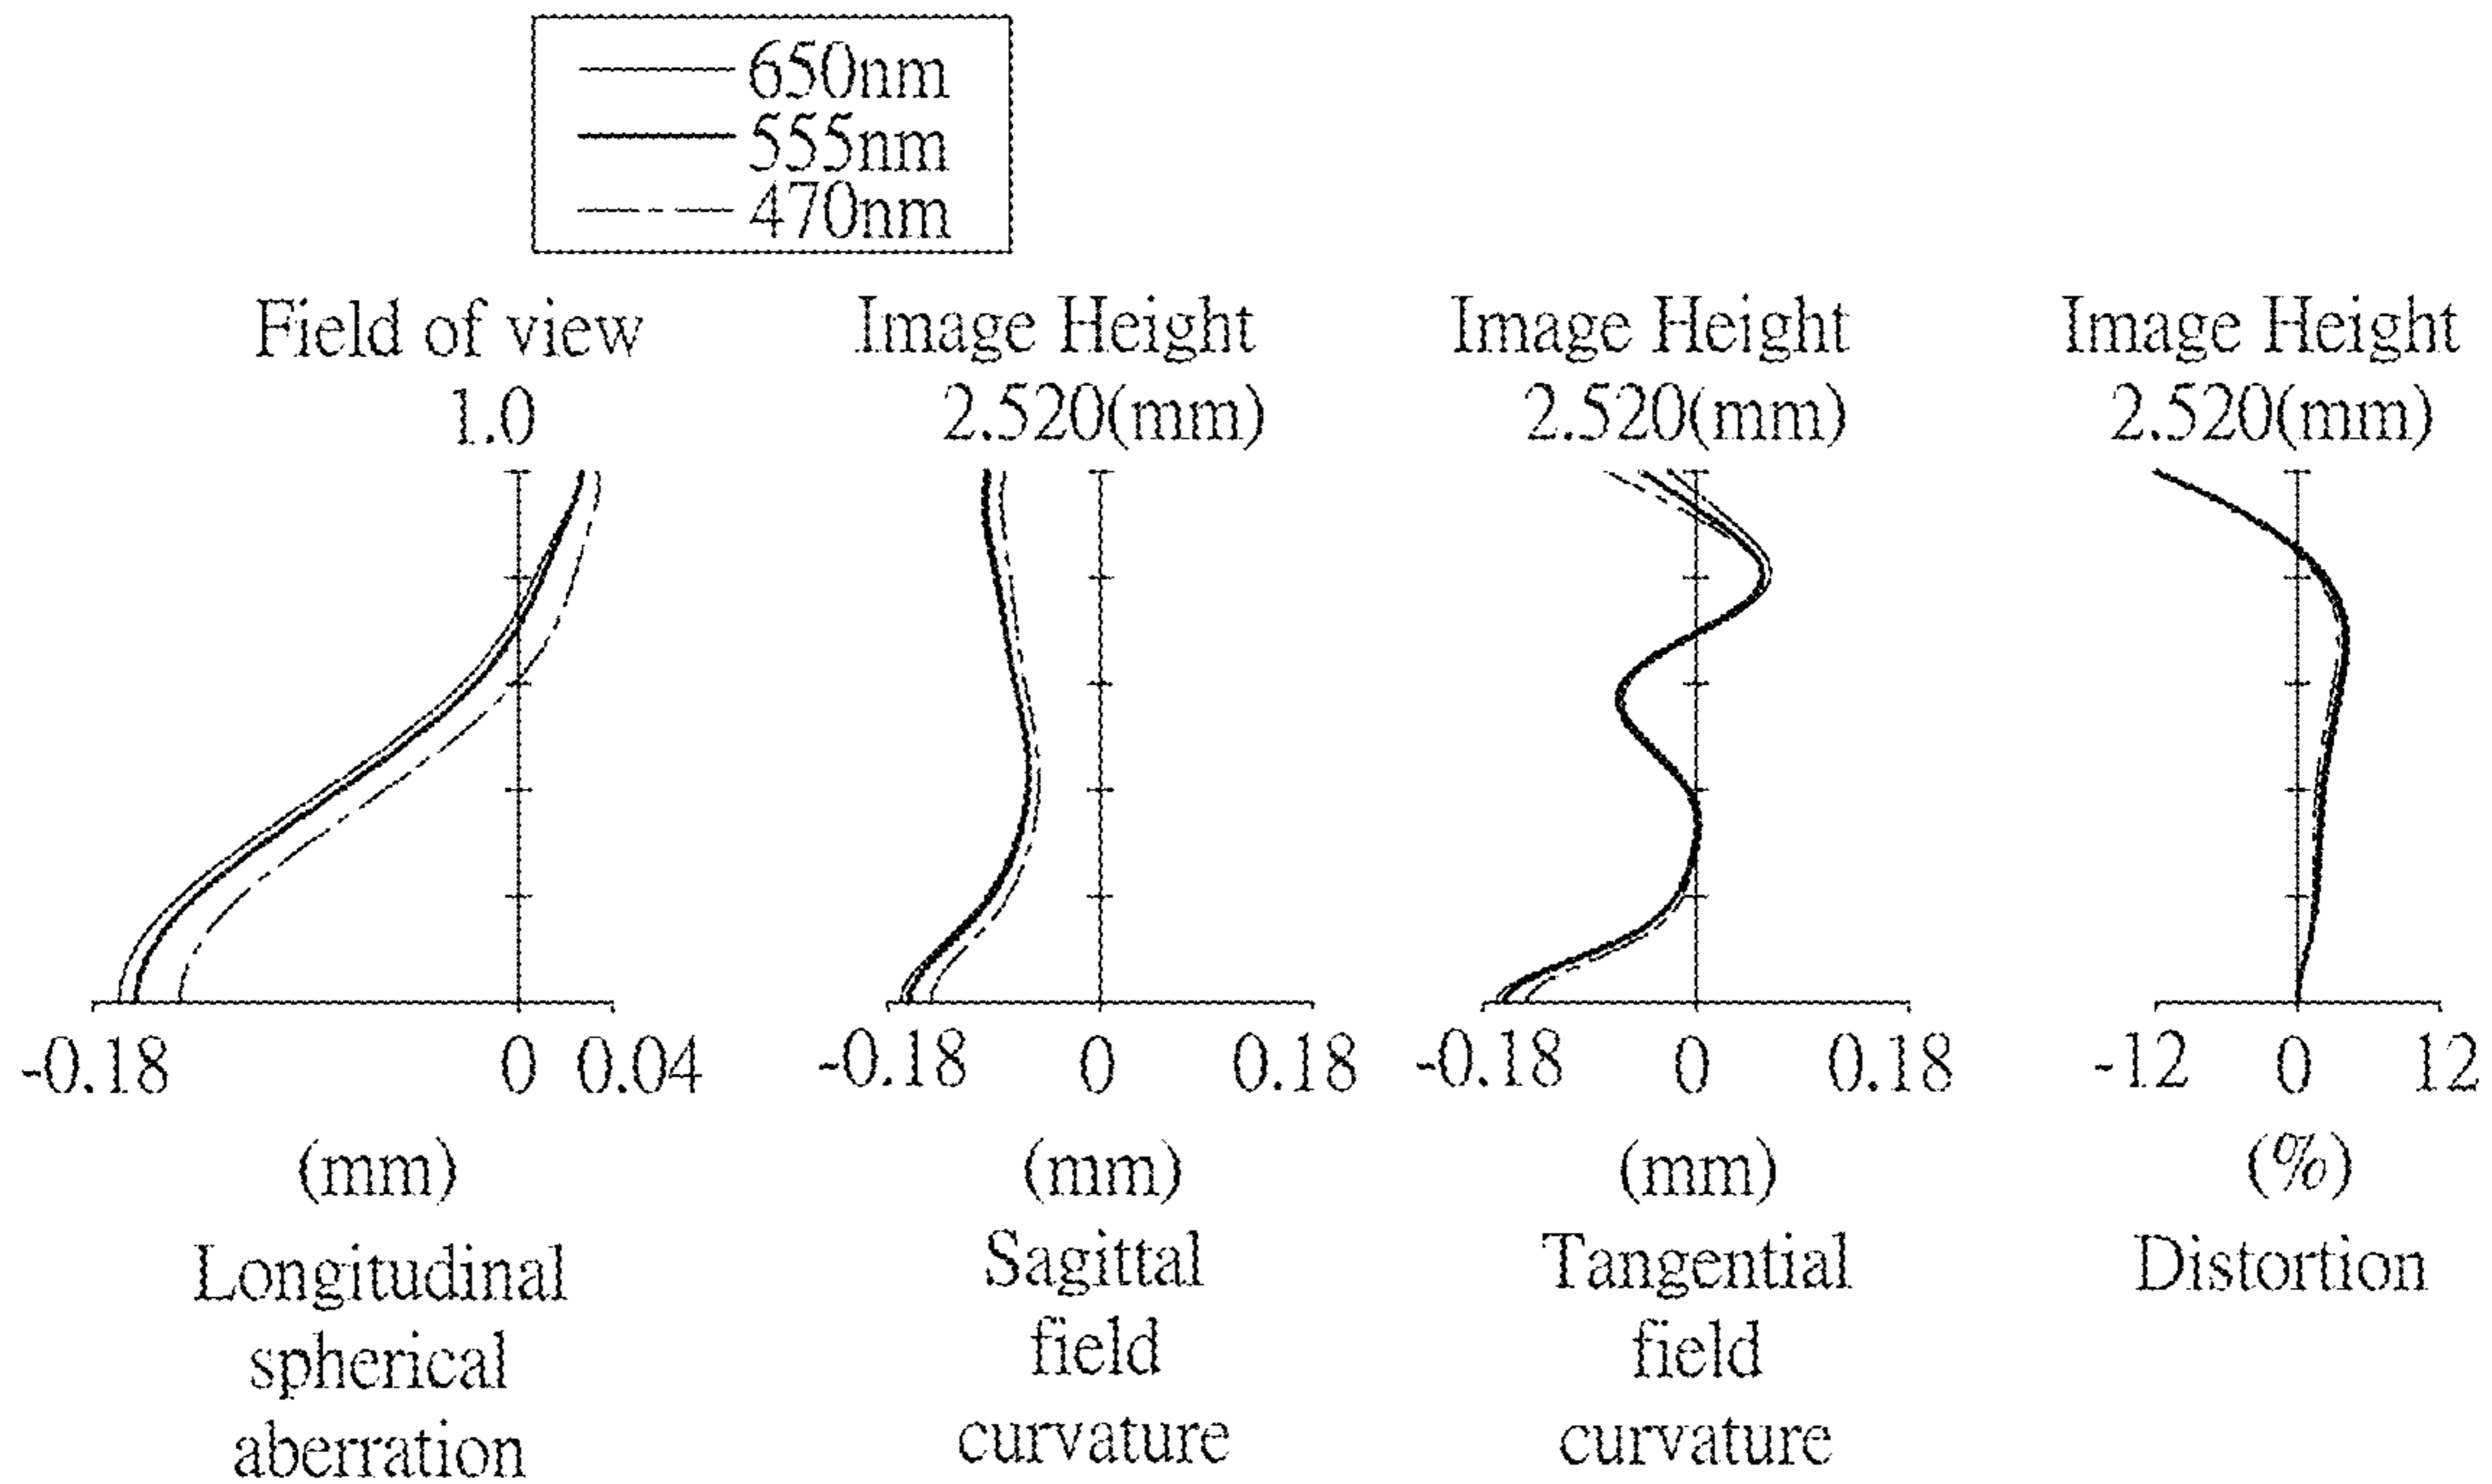 650nm
555nm
470nm
Field of view
1.0
-0.18 0 0.04
(mm)
Longitudinal
spherical
aberration
Image Height
2.520(mm)
-0.18 0 0.18
(mm)
Sagittal
field
curvature
Image Height
2.520(mm)
-0.18 0 0.18
(mm)
Tangential
field
curvature
Image Height
2.520(mm)
-12 0 12
(%)
Distortion